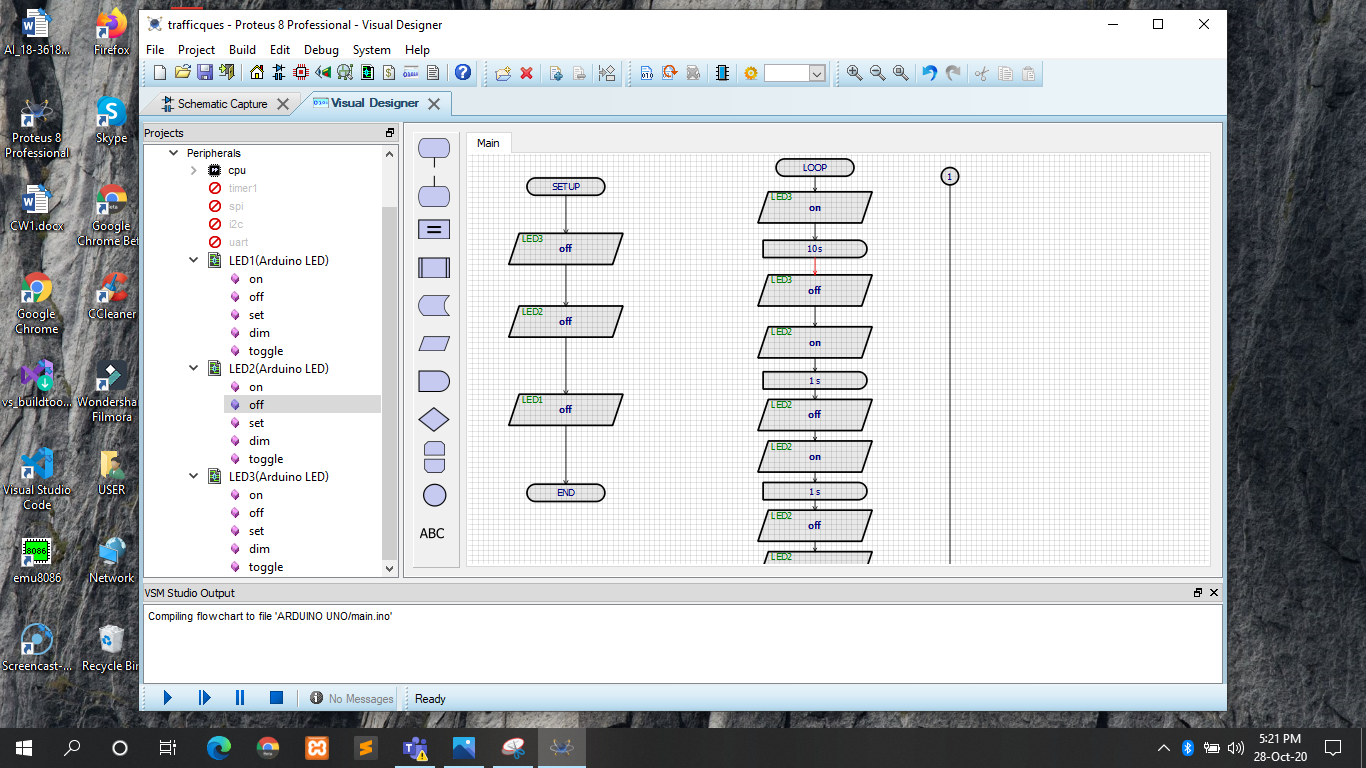 AI_18-3618...
Firefox
Proteus 8
Professional
Skype
CW1.docx
Google
Chrome Bet
Google
Chrome
CCleaner
vs_buildtoo...
Wondersha
Filmora
Visual Studio
Code
USER
8086
emu8086
Network
Screencast-...
Recycle Bin
trafficques - Proteus 8 Professional - Visual Designer
File Project Build Edit Debug System Help
Schematic Capture
Visual Designer
Projects
Peripherals
cpu
timer1
spi
i2c
uart
LED1(Arduino LED)
on
off
set
dim
toggle
LED2(Arduino LED)
on
off
set
dim
toggle
LED3(Arduino LED)
on
off
set
dim
toggle
ABC
Main
SETUP
LED3
off
LED2
off
LED1
off
END
LOOP
LED3
on
10s
LED3
off
LED2
on
1 s
LED2
off
LED2
on
1 s
LED2
off
LED2
1
VSM Studio Output
Compiling flowchart to file 'ARDUINO UNO/main.ino'
No Messages
Ready
5:21 PM
28-Oct-20